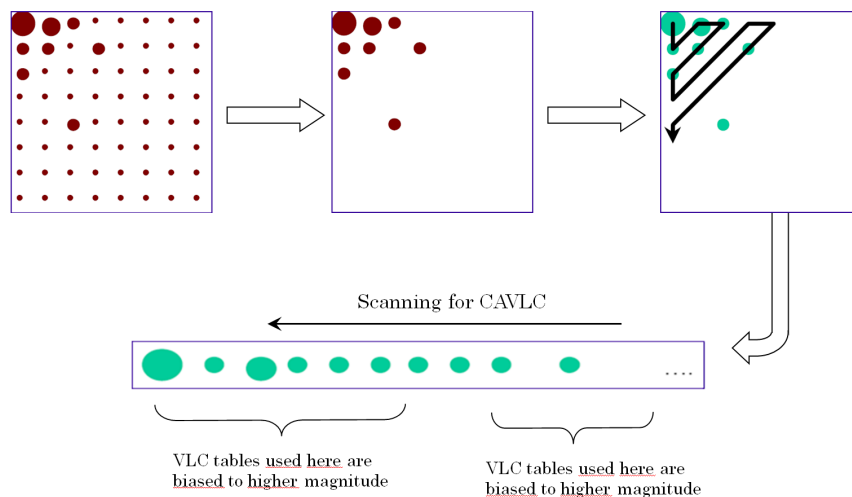 Scanning for CAVLC
....
VLC tables used here are
biased to higher magnitude
VLC tables used here are
biased to higher magnitude